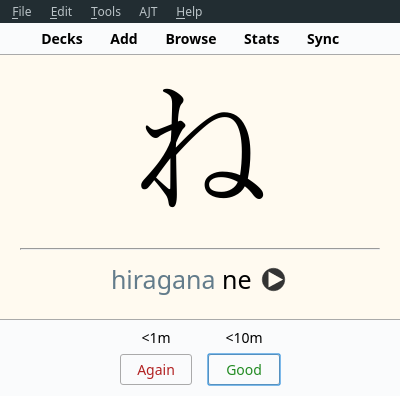 File Edit Tools AJT Help
Decks Add Browse Stats Sync
ね
hiragana ne
<1m <10m
Again Good